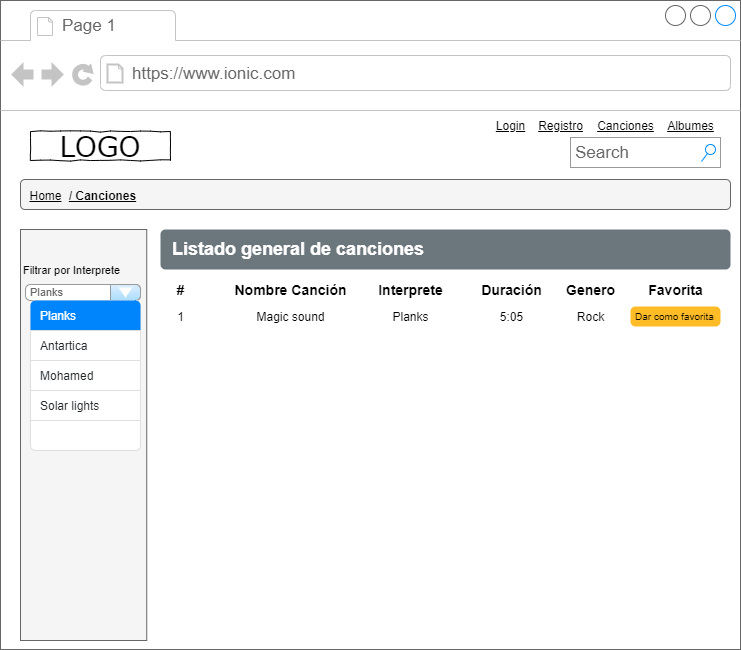 Page 1
https://www.ionic.com
Login Registro Canciones Albumes
LOGO
Search
Home / Canciones
Filtrar por Interprete
Planks
Planks
Antartica
Mohamed
Solar lights
Listado general de canciones
# Nombre Canción Interprete Duración Genero Favorita
1 Magic sound Planks 5:05 Rock Dar como favorita